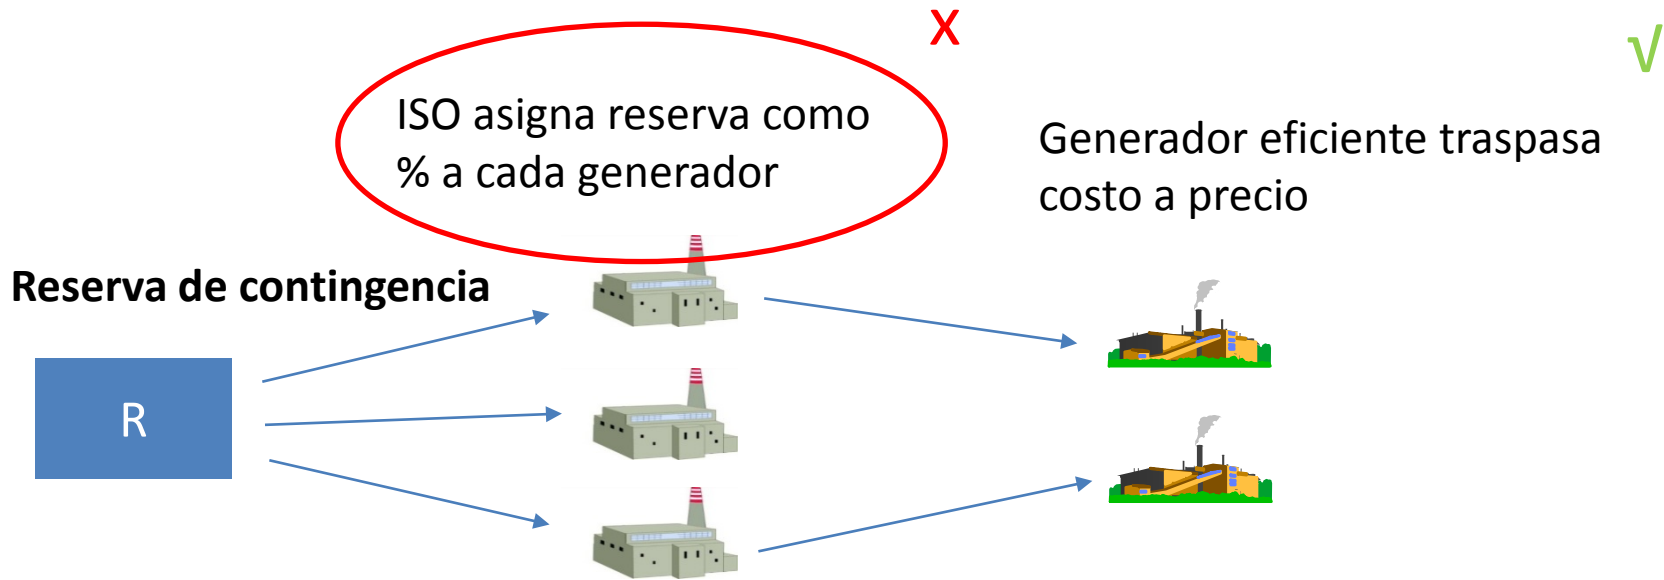 X
√
ISO asigna reserva como
% a cada generador
Generador eficiente traspasa
costo a precio
Reserva de contingencia
R